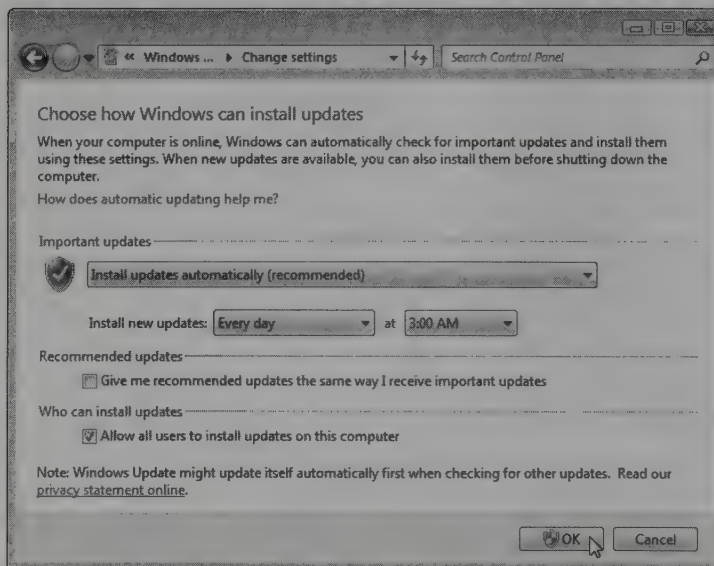 « Windows ... ▸ Change settings
Search Control Panel
Choose how Windows can install updates
When your computer is online, Windows can automatically check for important updates and install them
using these settings. When new updates are available, you can also install them before shutting down the
computer.
How does automatic updating help me?
Important updates
Install updates automatically (recommended)
Install new updates: Every day at 3:00 AM
Recommended updates
Give me recommended updates the same way I receive important updates
Who can install updates
Allow all users to install updates on this computer
Note: Windows Update might update itself automatically first when checking for other updates. Read our
privacy statement online.
OK Cancel